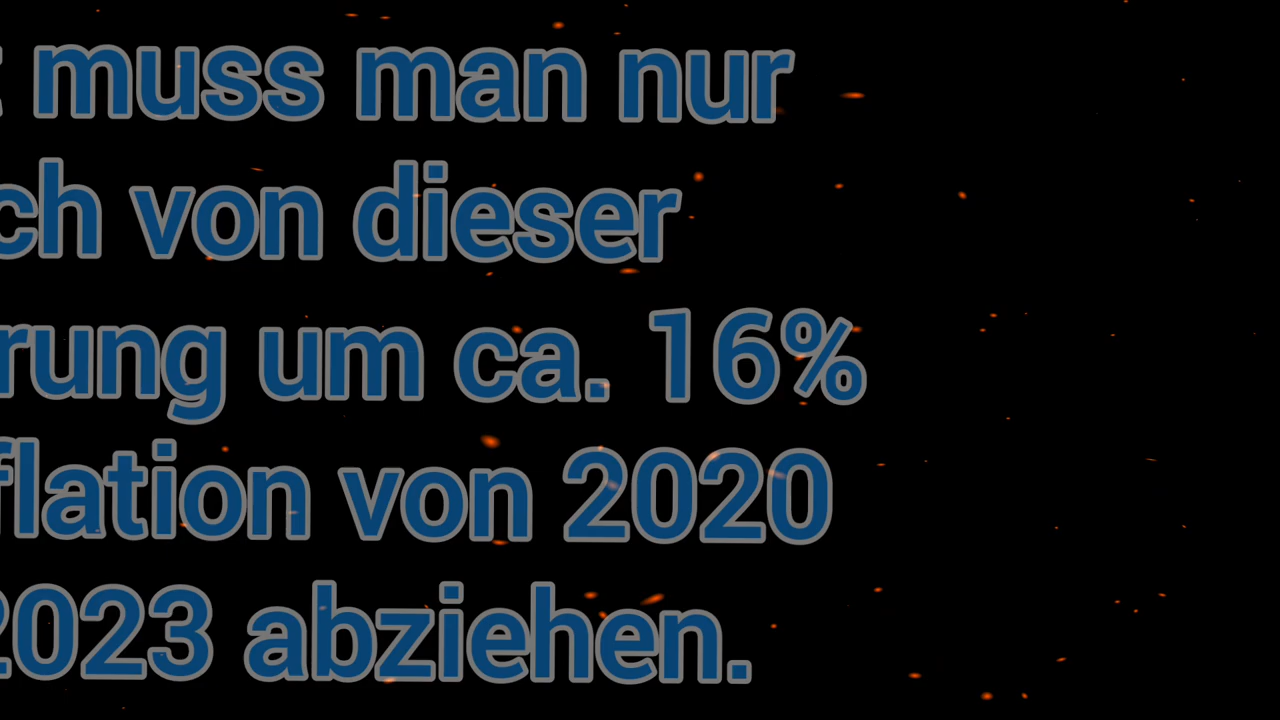 muss man nur
ch von dieser
rung um ca. 16%
flation von 2020
2023 abziehen.